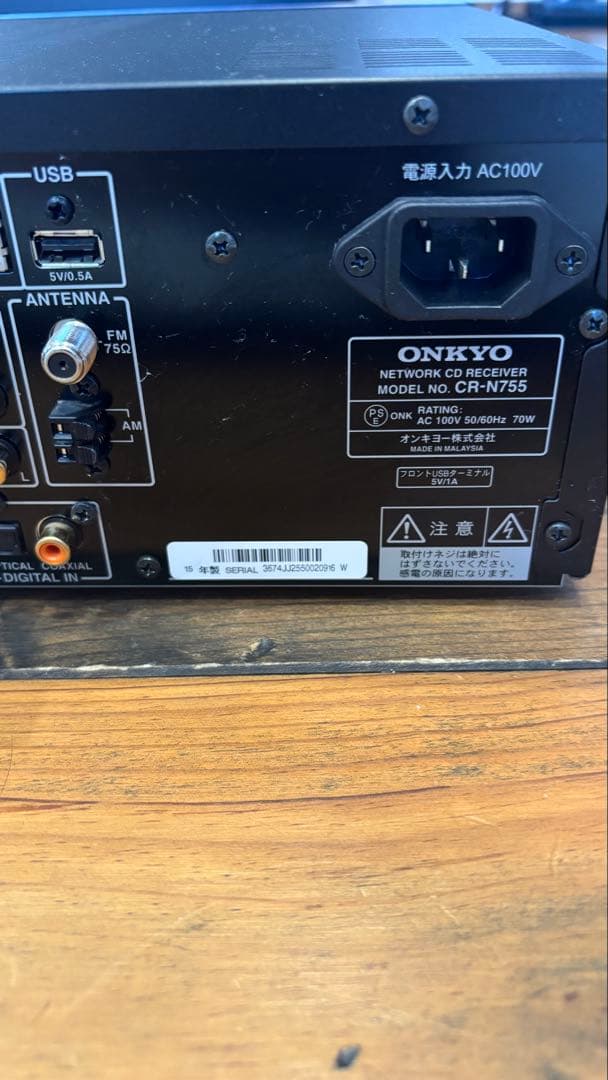 USB
5V/0.5A
ANTENNA
FM
75Ω
AM
L
OPTICAL COAXIAL
DIGITAL IN
電源入力 AC100V
ONKYO
NETWORK CD RECEIVER
MODEL NO. CR-N755
PS
E
ONK
RATING:
AC 100V 50/60Hz 70W
オンキヨー株式会社
MADE IN MALAYSIA
フロントUSBターミナル
5V/1A
注意
取付けネジは絶対に
はずさないでください。
感電の原因になります。
15 年製 SERIAL 3674JJ2550020916 W